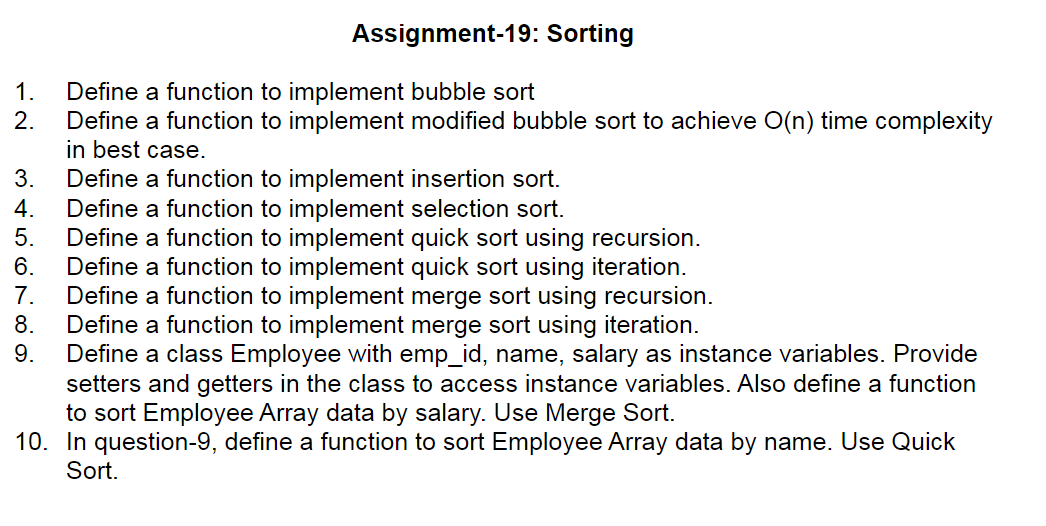 Assignment-19: Sorting
1. Define a function to implement bubble sort
2. Define a function to implement modified bubble sort to achieve O(n) time complexity
in best case.
3. Define a function to implement insertion sort.
4. Define a function to implement selection sort.
5. Define a function to implement quick sort using recursion.
6. Define a function to implement quick sort using iteration.
7. Define a function to implement merge sort using recursion.
8. Define a function to implement merge sort using iteration.
9. Define a class Employee with emp_id, name, salary as instance variables. Provide
setters and getters in the class to access instance variables. Also define a function
to sort Employee Array data by salary. Use Merge Sort.
10. In question-9, define a function to sort Employee Array data by name. Use Quick
Sort.